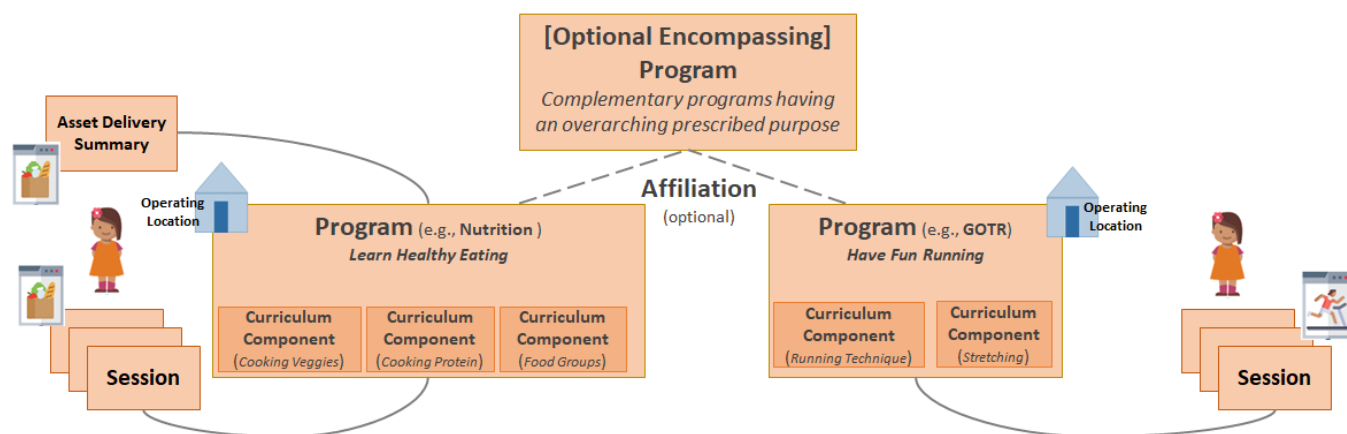 [Optional Encompassing]
Program
Complementary programs having
an overarching prescribed purpose
Asset Delivery
Summary
Operating
Location
Affiliation
(optional)
Program (e.g., Nutrition )
Learn Healthy Eating
Curriculum
Component
(Cooking Veggies)
Curriculum
Component
(Cooking Protein)
Curriculum
Component
(Food Groups)
Session
Program (e.g., GOTR)
Have Fun Running
Operating
Location
Curriculum
Component
(Running Technique)
Curriculum
Component
(Stretching)
Session